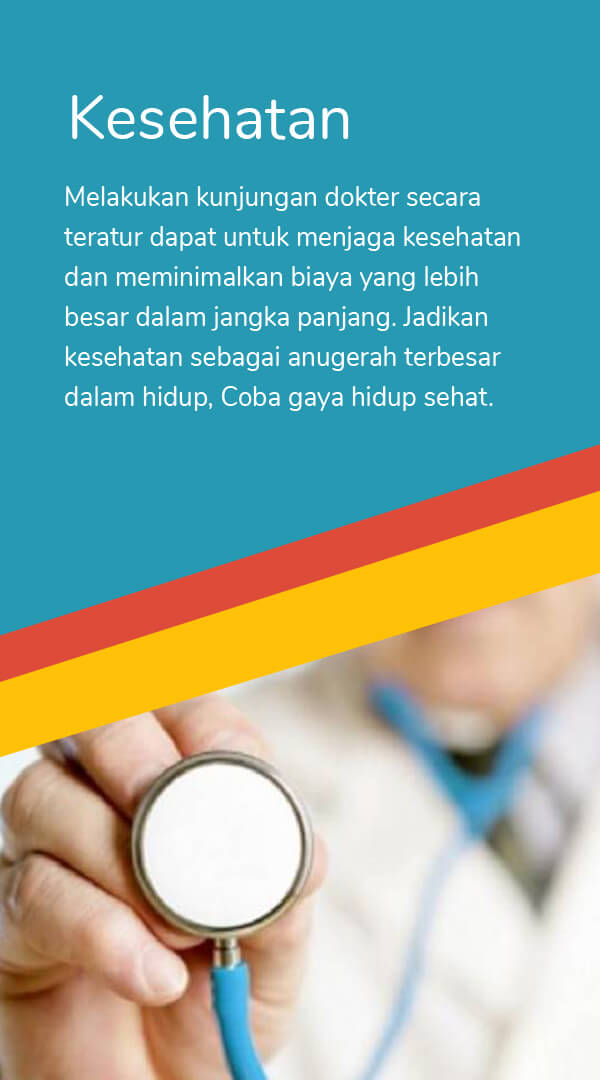 Kesehatan
Melakukan kunjungan dokter secara
teratur dapat untuk menjaga kesehatan
dan meminimalkan biaya yang lebih
besar dalam jangka panjang. Jadikan
kesehatan sebagai anugerah terbesar
dalam hidup, Coba gaya hidup sehat.